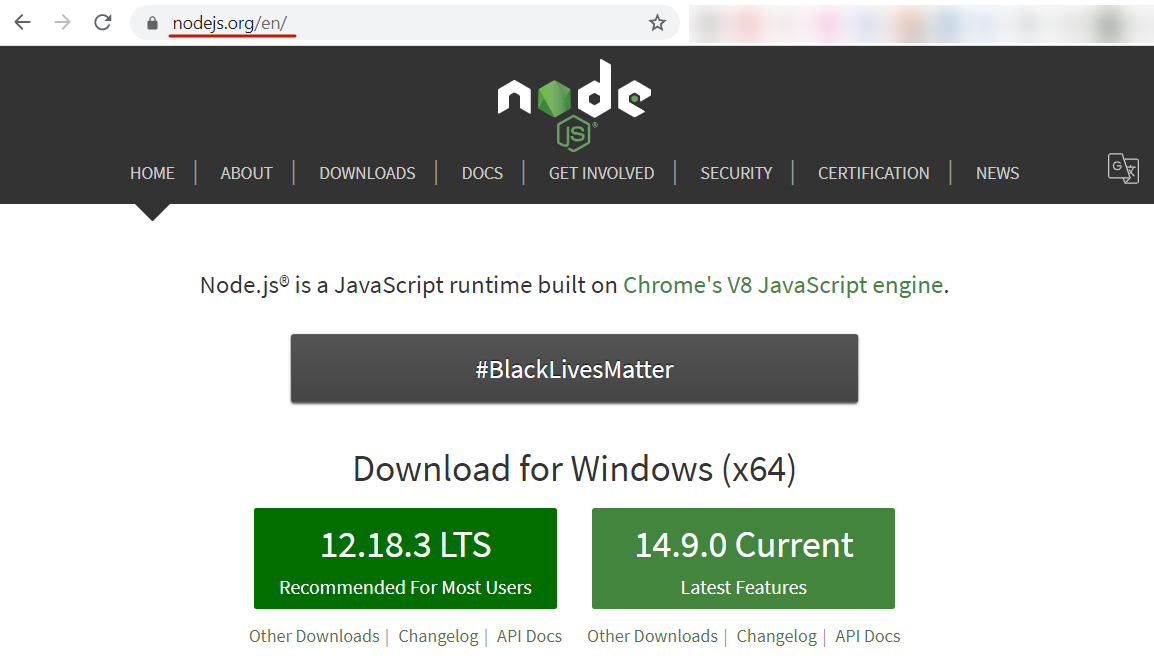 nodejs.org/en/
node
JS®
HOME | ABOUT | DOWNLOADS | DOCS | GET INVOLVED | SECURITY | CERTIFICATION | NEWS
Node.js® is a JavaScript runtime built on Chrome's V8 JavaScript engine.
#BlackLivesMatter
Download for Windows (x64)
12.18.3 LTS
Recommended For Most Users
14.9.0 Current
Latest Features
Other Downloads | Changelog | API Docs
Other Downloads | Changelog | API Docs